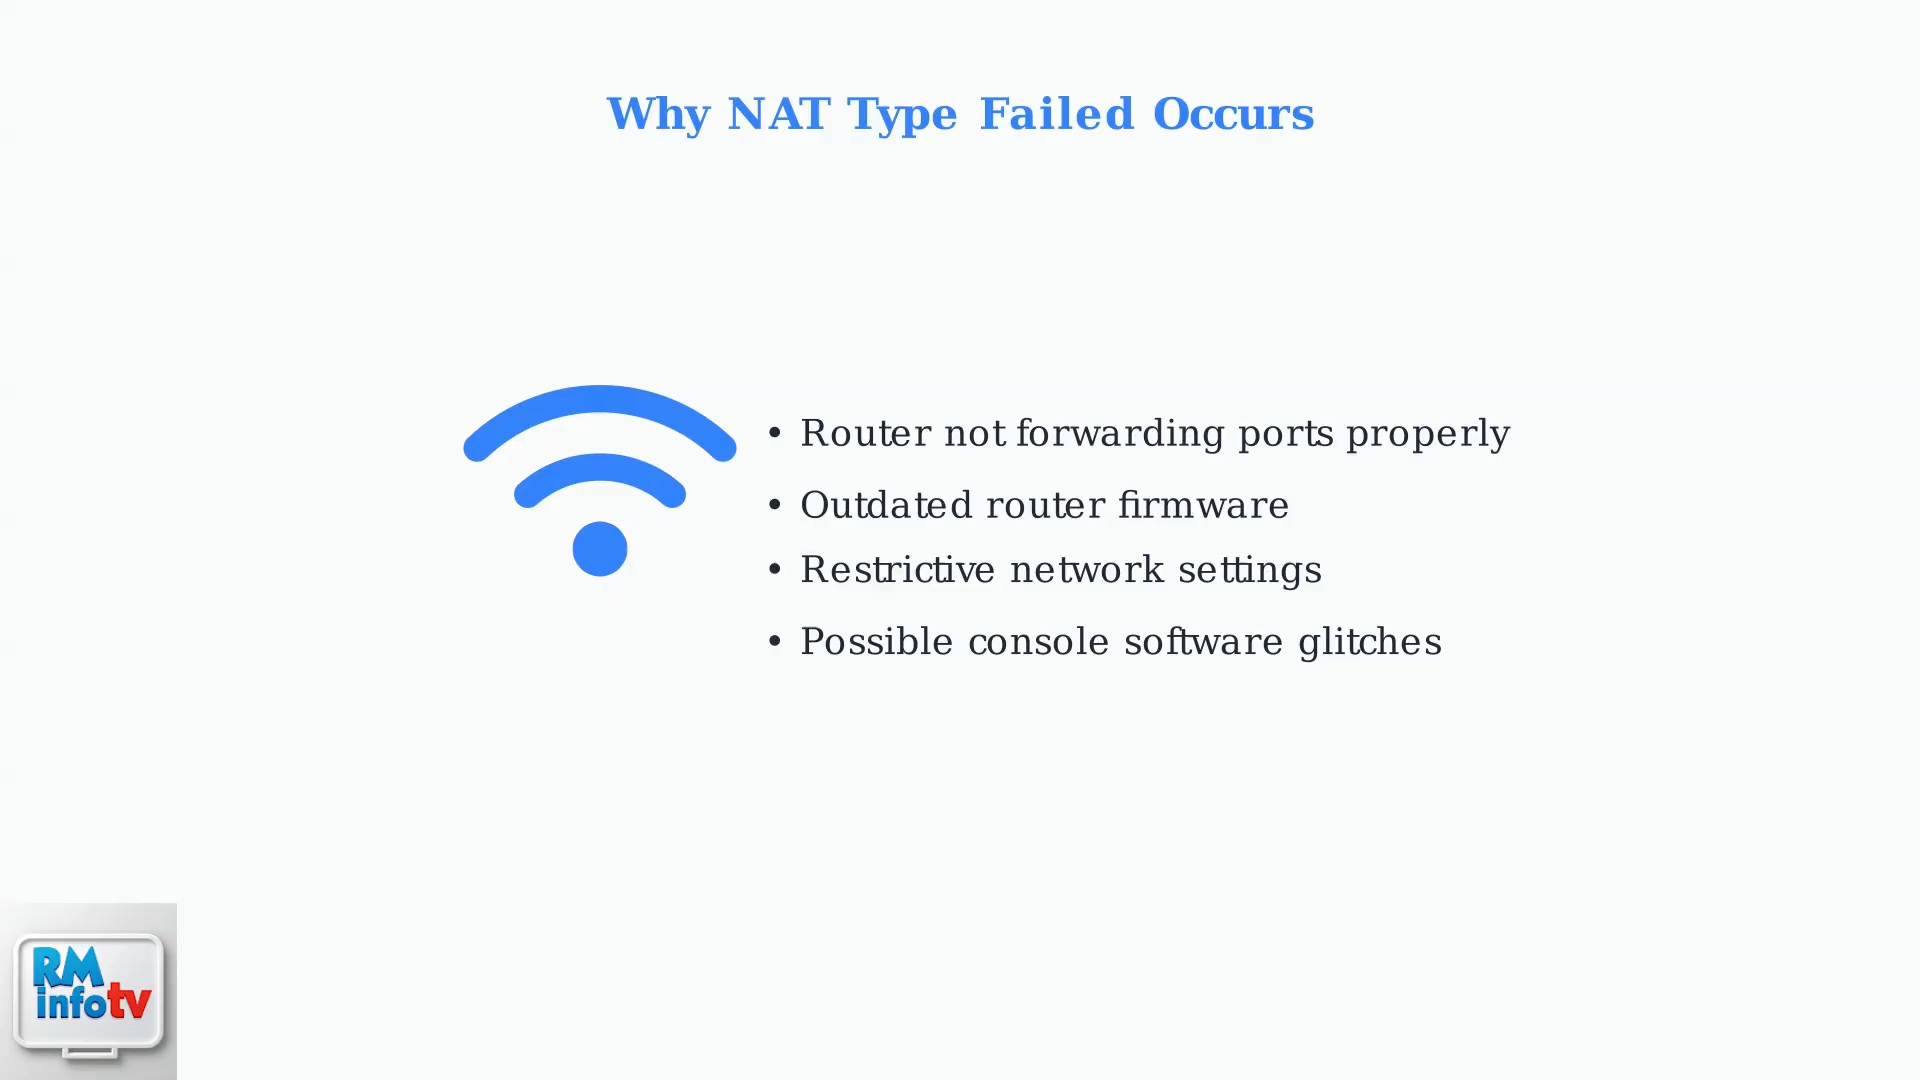 Why NAT Type Failed Occurs
• Router not forwarding ports properly
• Outdated router firmware
• Restrictive network settings
• Possible console software glitches
RM
infotv